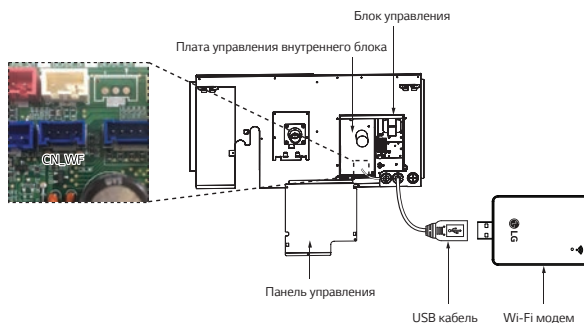 Блок управления
Плата управления внутреннего блока
CN_WF
LG
Панель управления
USB кабель
Wi-Fi модем